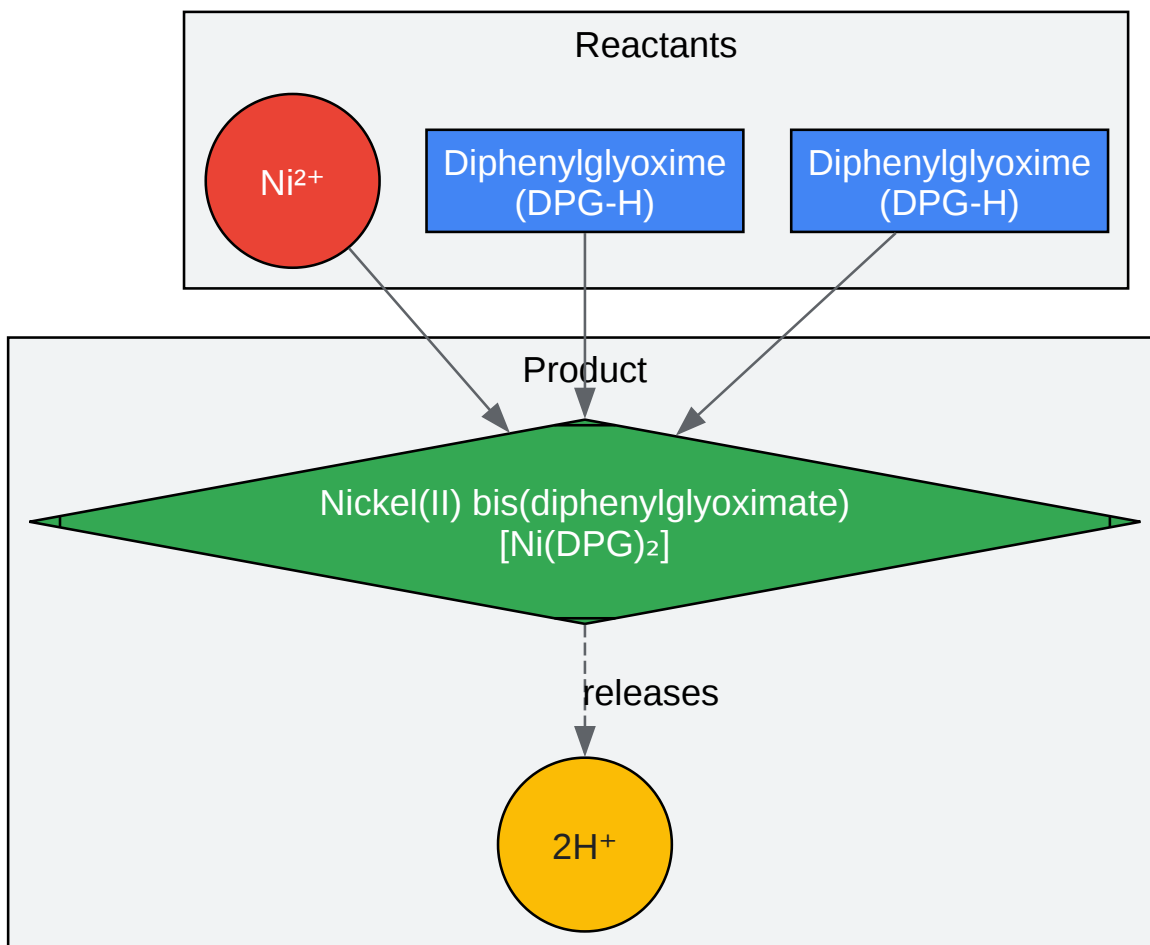 Reactants
Ni²⁺
Diphenylglyoxime
(DPG-H)
Diphenylglyoxime
(DPG-H)
Product
Nickel(II) bis(diphenylglyoximate)
[Ni(DPG)₂]
releases
2H⁺